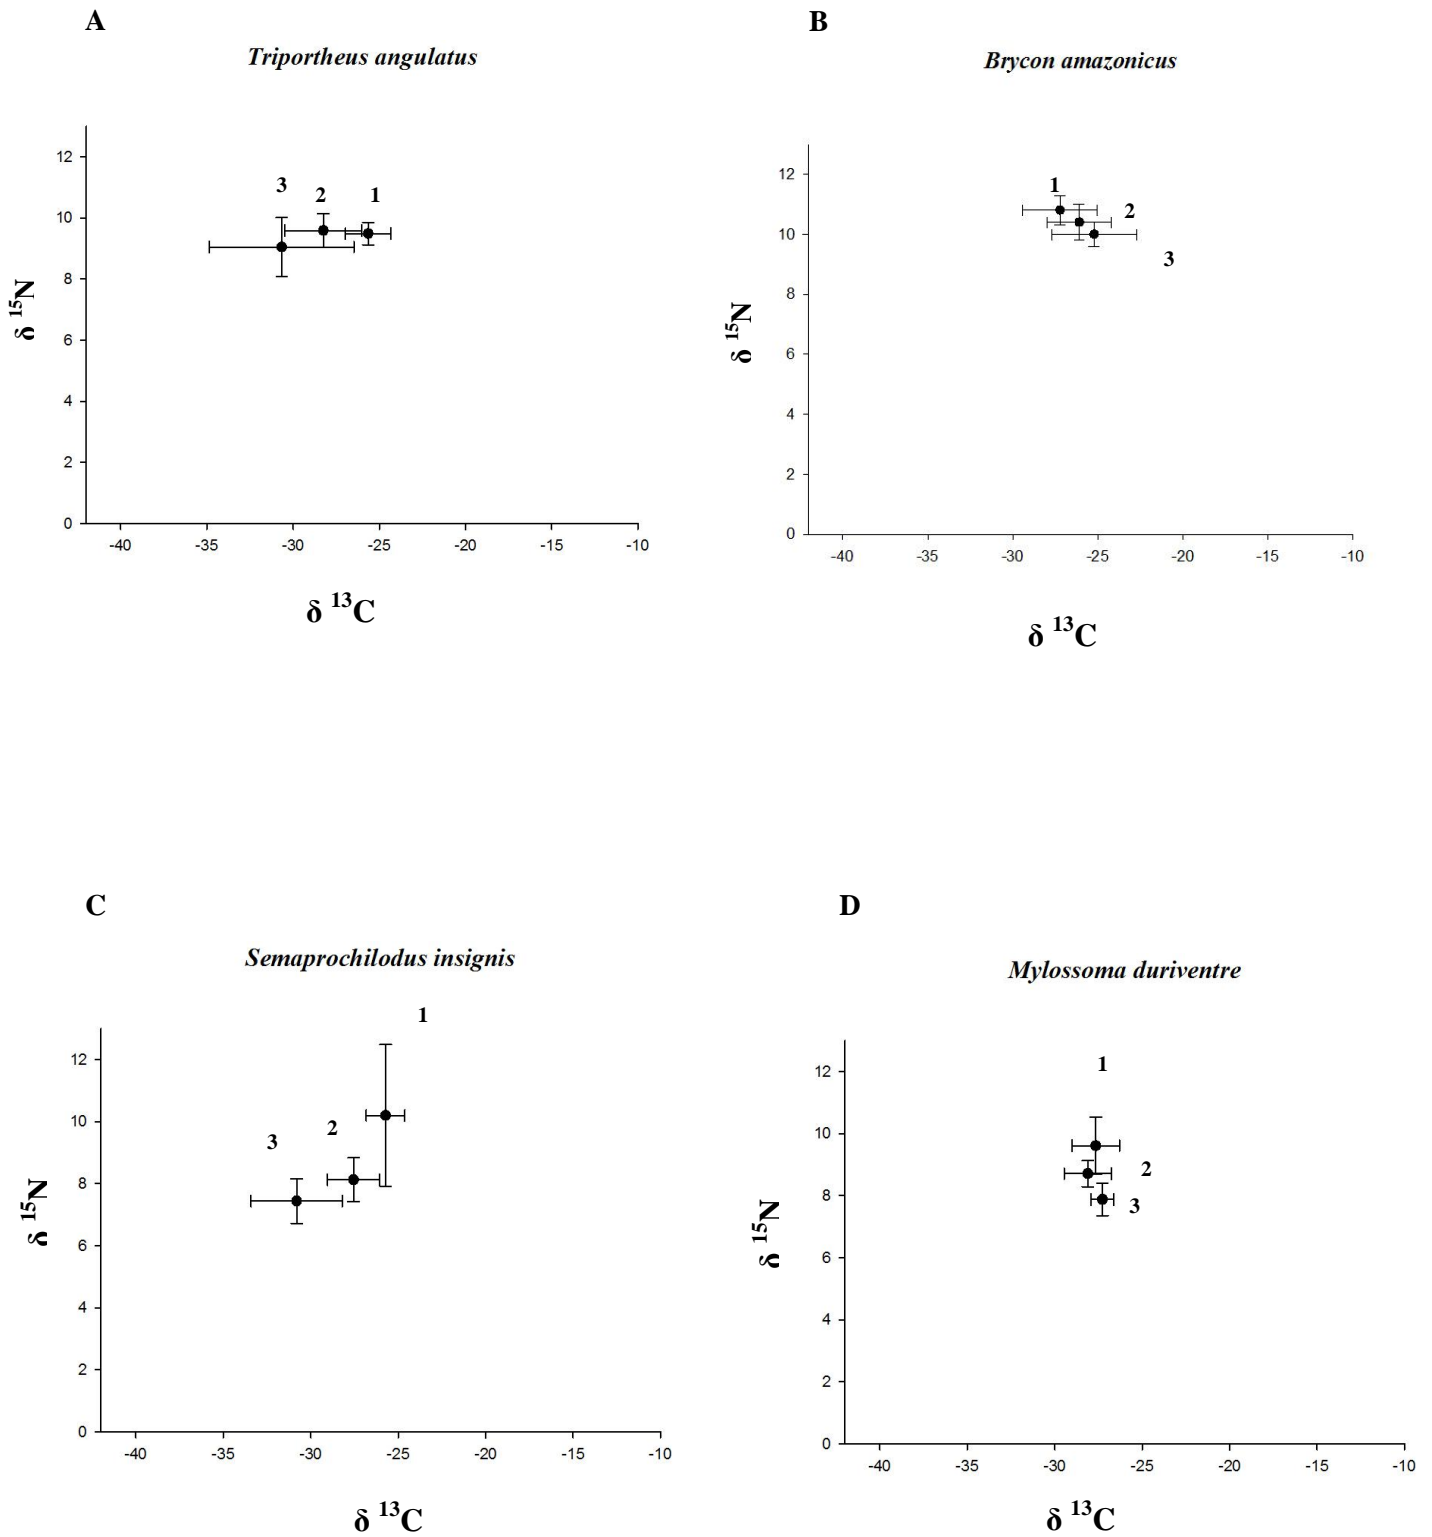 A
Triportheus angulatus
12
10
8
6
4
2
0
3
2
1
-40 -35 -30 -25 -20 -15 -10
δ 15N
δ 13C
B
Brycon amazonicus
12
10
8
6
4
2
0
1
2
3
-40 -35 -30 -25 -20 -15 -10
δ 15N
δ 13C
C
Semaprochilodus insignis
12
10
8
6
4
2
0
1
2
3
-40 -35 -30 -25 -20 -15 -10
δ 15N
δ 13C
D
Mylossoma duriventre
12
10
8
6
4
2
0
1
2
3
-40 -35 -30 -25 -20 -15 -10
δ 15N
δ 13C